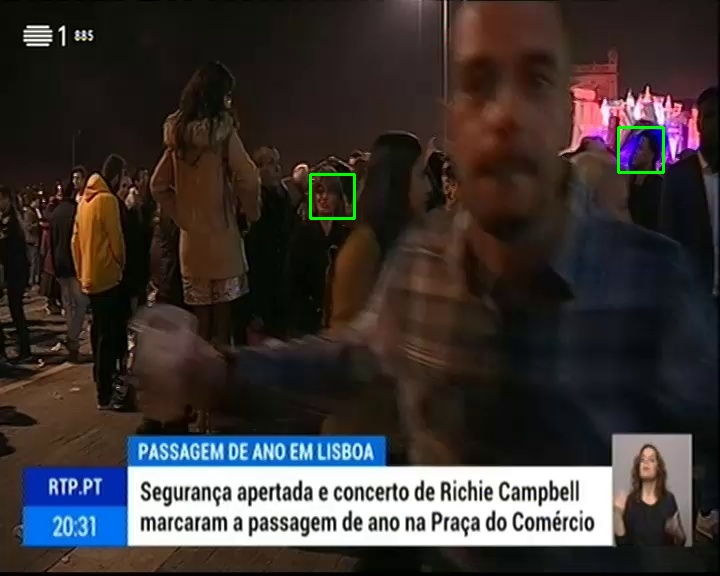 1 885
PASSAGEM DE ANO EM LISBOA
RTP.PT
Segurança apertada e concerto de Richie Campbell
20:31
marcaram a passagem de ano na Praça do Comércio